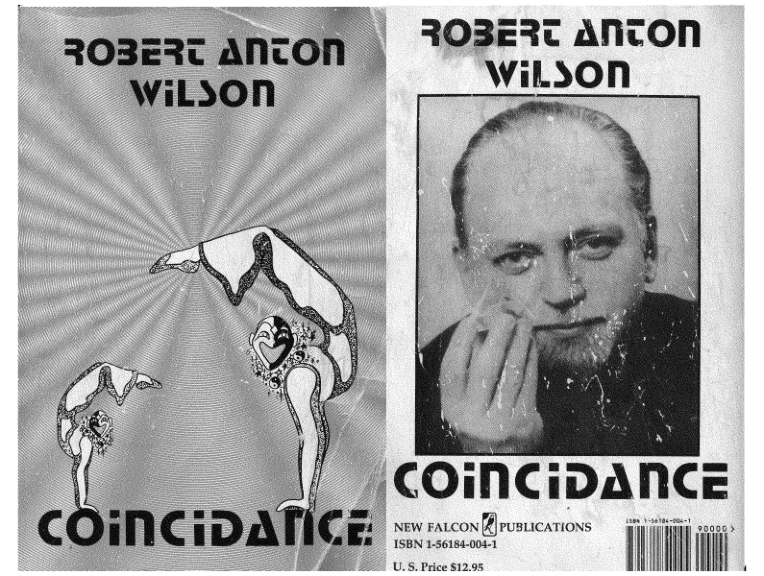 ROBERT ANTON
WiLSON
COiNCiDANCE
ROBERT ANTON
WiLSON
COiNCiDANCE
NEW FALCON PUBLICATIONS
ISBN 1-56184-004-1
U. S. Price $12.95
ISBN 1-56184-004-1
90000>